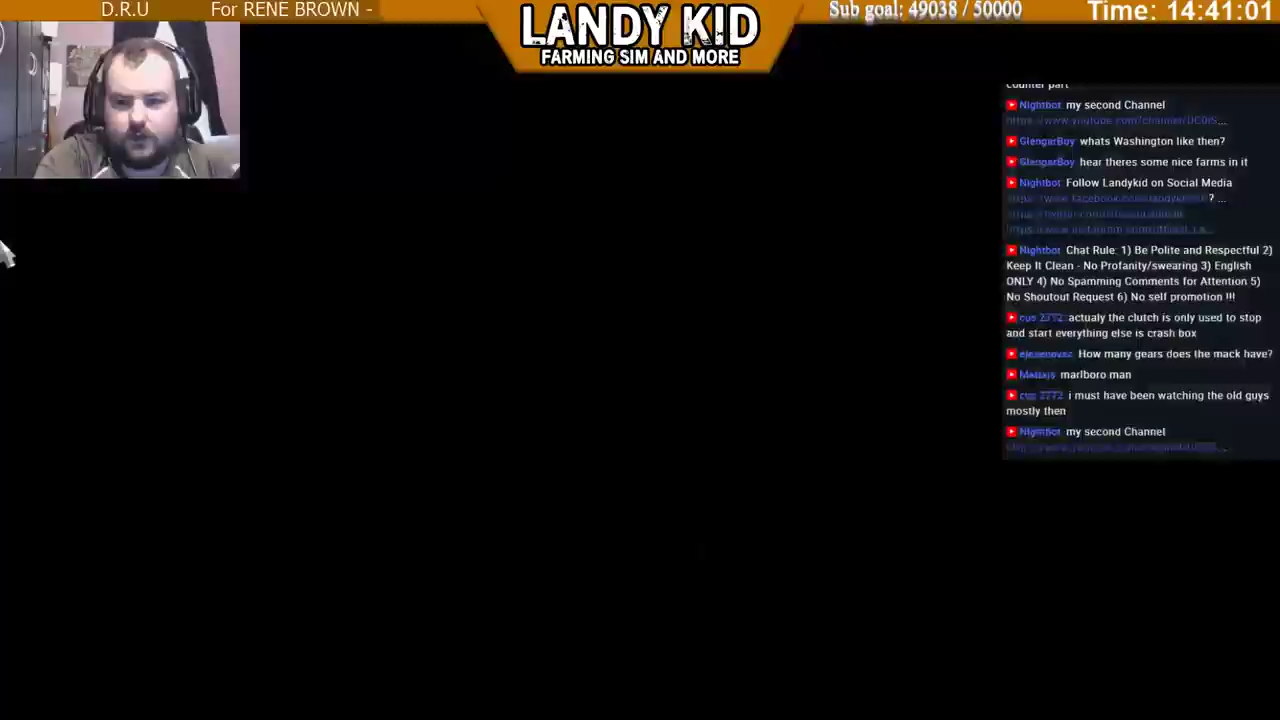 D.R.U For RENE BROWN -
LANDY KID
FARMING SIM AND MORE
Sub goal: 49038 / 50000
Time: 14:41:01
counter part
Nightbot my second Channel
GlengarBoy whats Washington like then?
GlengarBoy hear theres some nice farms in it
Nightbot Follow Landykid on Social Media
? ...
Nightbot Chat Rule: 1) Be Polite and Respectful 2)
Keep It Clean - No Profanity/swearing 3) English
ONLY 4) No Spamming Comments for Attention 5)
No Shoutout Request 6) No self promotion !!!
actualy the clutch is only used to stop
and start everything else is crash box
How many gears does the mack have?
marlboro man
i must have been watching the old guys
mostly then
Nightbot my second Channel